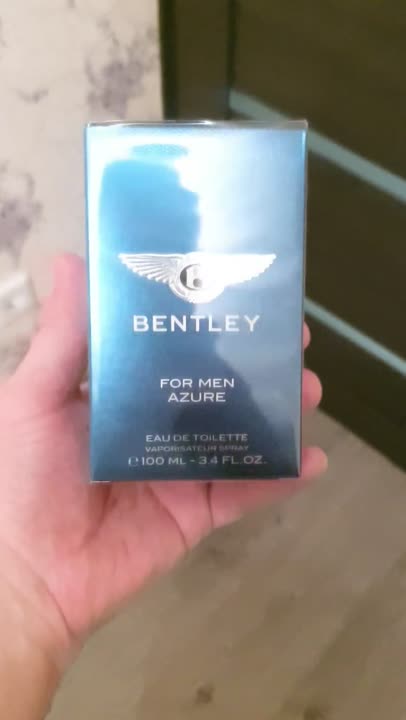 B
BENTLEY
FOR MEN
AZURE
EAU DE TOILETTE
VAPORISATEUR SPRAY
℮100 ML - 3.4 FL.OZ.